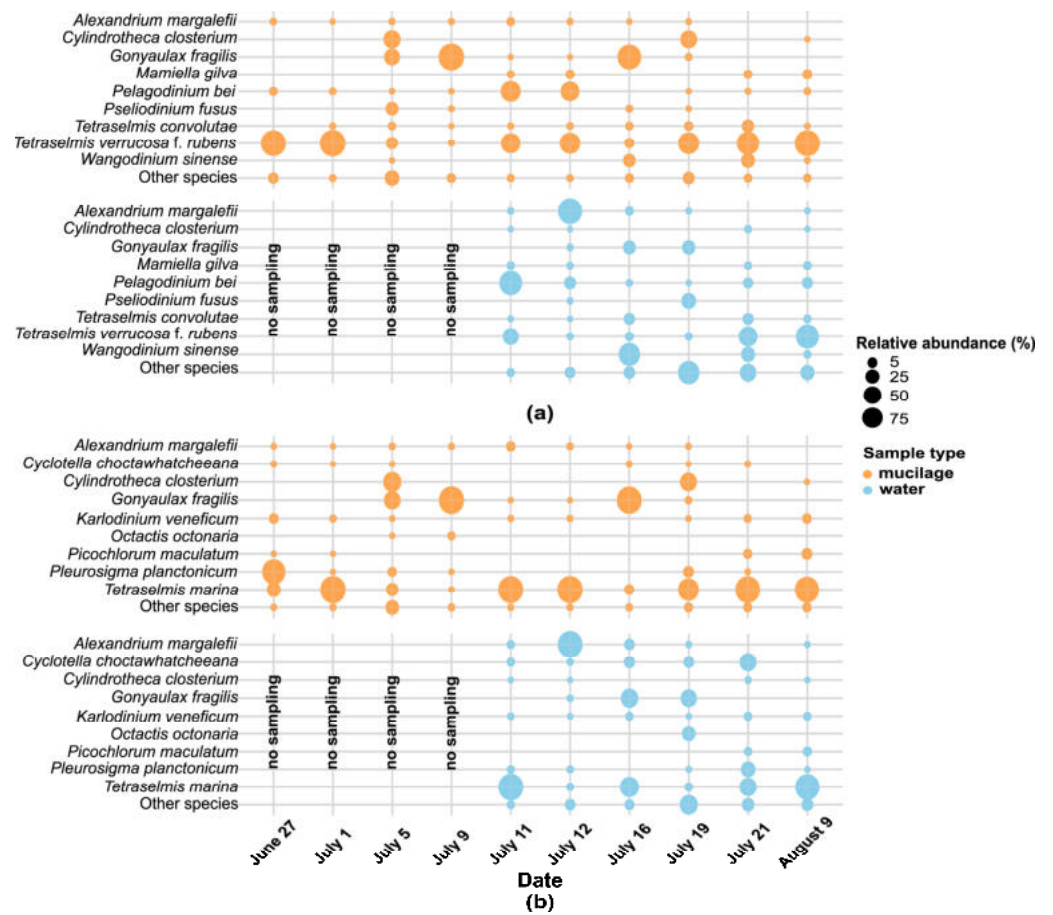 Alexandrium margalefii
Cylindrotheca closterium
Gonyaulax fragilis
Mamiella gilva
Pelagodinium bei
Pseliodinium fusus
Tetraselmis convolutae
Tetraselmis verrucosa f. rubens
Wangodinium sinense
Other species
Alexandrium margalefii
Cylindrotheca closterium
Gonyaulax fragilis
Mamiella gilva
Pelagodinium bei
Pseliodinium fusus
Tetraselmis convolutae
Tetraselmis verrucosa f. rubens
Wangodinium sinense
Other species
no sampling
no sampling
no sampling
no sampling
(a)
Relative abundance (%)
5
25
50
75
Sample type
mucilage
water
Alexandrium margalefii
Cyclotella choctawhatcheeana
Cylindrotheca closterium
Gonyaulax fragilis
Karlodinium veneficum
Octactis octonaria
Picochlorum maculatum
Pleurosigma planctonicum
Tetraselmis marina
Other species
Alexandrium margalefii
Cyclotella choctawhatcheeana
Cylindrotheca closterium
Gonyaulax fragilis
Karlodinium veneficum
Octactis octonaria
Picochlorum maculatum
Pleurosigma planctonicum
Tetraselmis marina
Other species
no sampling
no sampling
no sampling
no sampling
June 27
July 1
July 5
July 9
July 11
July 12
July 16
July 19
July 21
August 9
Date
(b)